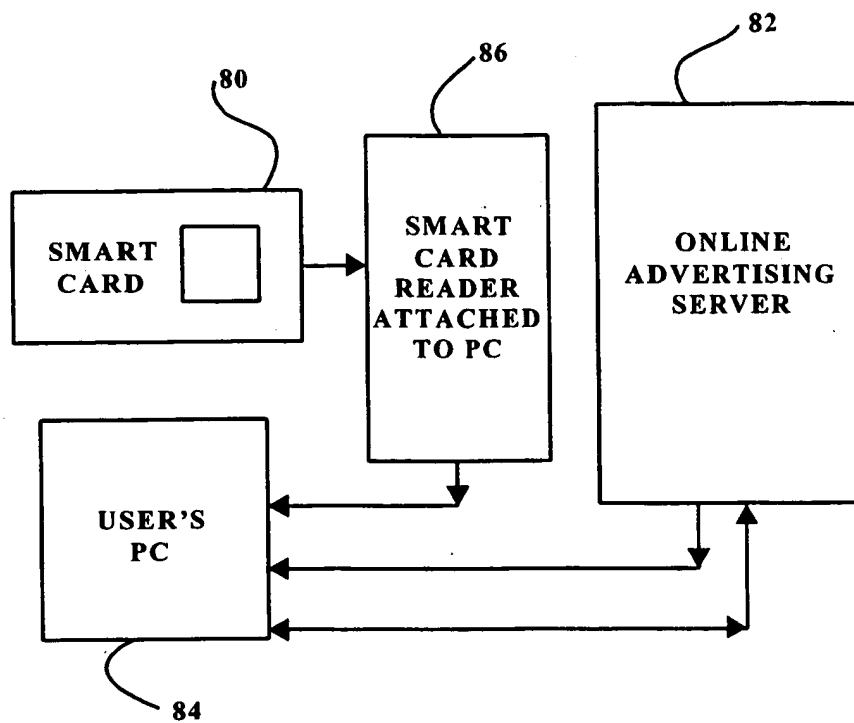 82
86
80
SMART
CARD
SMART
CARD
READER
ATTACHED
TO PC
ONLINE
ADVERTISING
SERVER
USER'S
PC
84